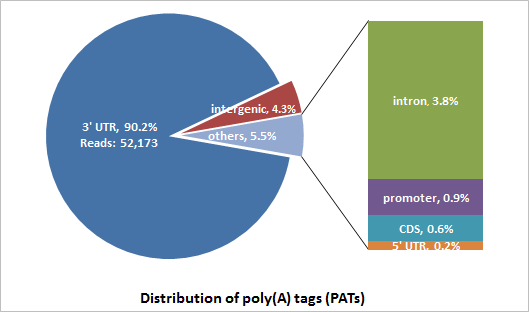 3' UTR, 90.2%
Reads: 52,173
intergenic, 4.3%
others, 5.5%
intron, 3.8%
promoter, 0.9%
CDS, 0.6%
5' UTR, 0.2%
Distribution of poly(A) tags (PATs)